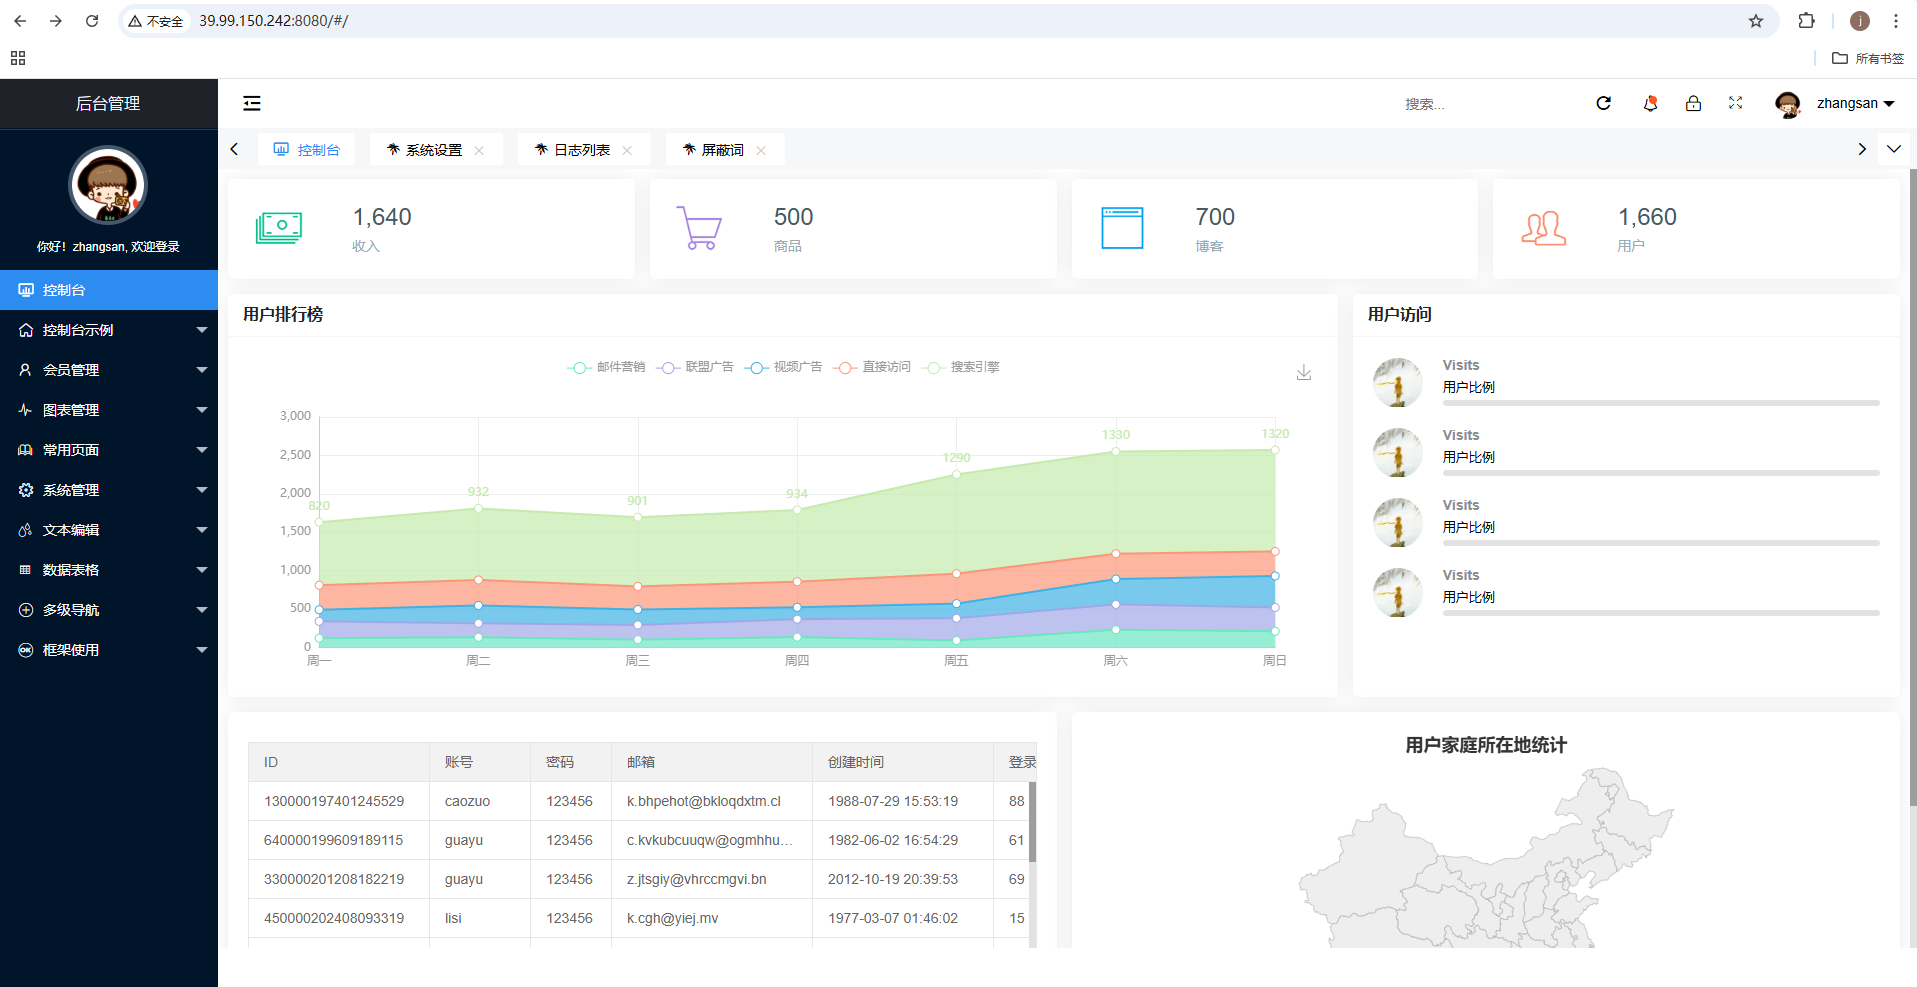 不安全
39.99.150.242:8080/#/
j
所有书签
后台管理
搜索...
zhangsan
控制台
系统设置
日志列表
屏蔽词
你好！zhangsan, 欢迎登录
控制台
控制台示例
会员管理
图表管理
常用页面
系统管理
文本编辑
数据表格
多级导航
框架使用
1,640
收入
500
商品
700
博客
1,660
用户
用户排行榜
邮件营销 联盟广告 视频广告 直接访问 搜索引擎
3,000
2,500
2,000
1,500
1,000
500
0
820 932 901 934 1290 1330 1320
周一 周二 周三 周四 周五 周六 周日
用户访问
Visits
用户比例
Visits
用户比例
Visits
用户比例
Visits
用户比例
ID 账号 密码 邮箱 创建时间 登录
130000197401245529 caozuo 123456 k.bhpehot@bkloqdxtm.cl 1988-07-29 15:53:19 88
640000199609189115 guayu 123456 c.kvkubcuuqw@ogmhhu... 1982-06-02 16:54:29 61
330000201208182219 guayu 123456 z.jtsgiy@vhrccmgvi.bn 2012-10-19 20:39:53 69
450000202408093319 lisi 123456 k.cgh@yiej.mv 1977-03-07 01:46:02 15
用户家庭所在地统计